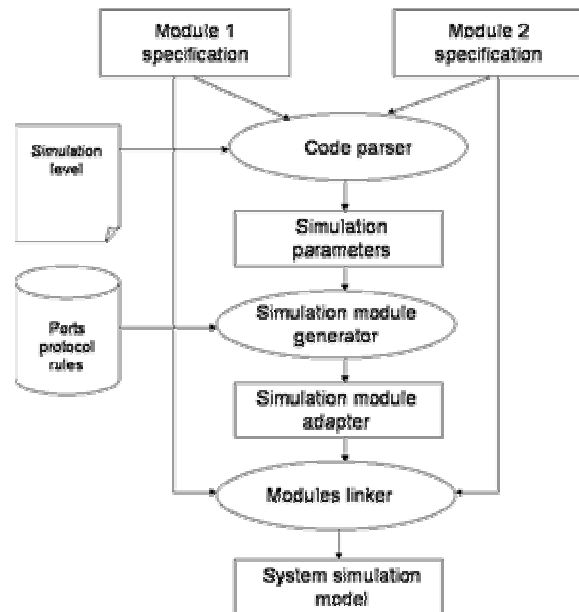 Module 1
specification
Module 2
specification
Simulation
level
Code parser
Simulation
parameters
Ports
protocol
rules
Simulation module
generator
Simulation module
adapter
Modules linker
System simulation
model